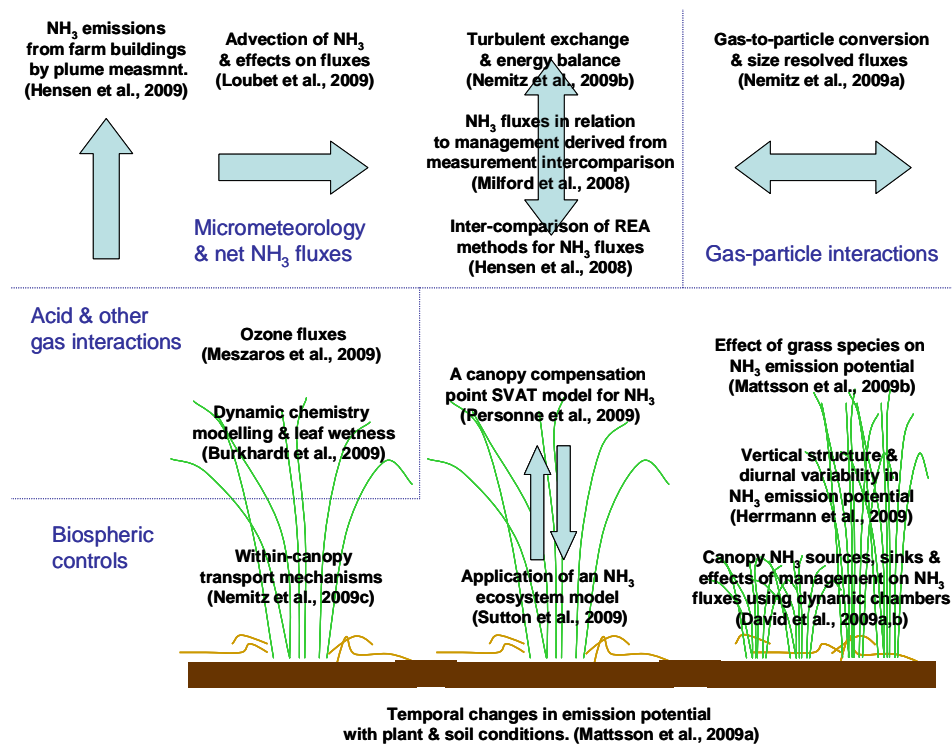 NH3 emissions
from farm buildings
by plume measmnt.
(Hensen et al., 2009)
Advection of NH3
& effects on fluxes
(Loubet et al., 2009)
Turbulent exchange
& energy balance
(Nemitz et al., 2009b)
NH3 fluxes in relation
to management derived from
measurement intercomparison
(Milford et al., 2008)
Inter-comparison of REA
methods for NH3 fluxes
(Hensen et al., 2008)
Gas-to-particle conversion
& size resolved fluxes
(Nemitz et al., 2009a)
Micrometeorology
& net NH3 fluxes
Gas-particle interactions
Acid & other
gas interactions
Ozone fluxes
(Meszaros et al., 2009)
Dynamic chemistry
modelling & leaf wetness
(Burkhardt et al., 2009)
A canopy compensation
point SVAT model for NH3
(Personne et al., 2009)
Effect of grass species on
NH3 emission potential
(Mattsson et al., 2009b)
Vertical structure &
diurnal variability in
NH3 emission potential
(Herrmann et al., 2009)
Biospheric
controls
Within-canopy
transport mechanisms
(Nemitz et al., 2009c)
Application of an NH3
ecosystem model
(Sutton et al., 2009)
Canopy NH3 sources, sinks &
effects of management on NH3
fluxes using dynamic chambers
(David et al., 2009a,b)
Temporal changes in emission potential
with plant & soil conditions. (Mattsson et al., 2009a)